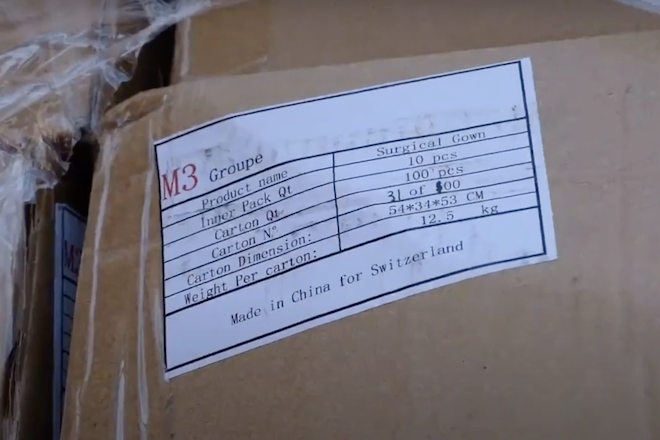 M3 Groupe
Product name Surgical Gown
Inner Pack Qt 10 pcs
Carton Qt 100 pcs
Carton N° 31 of 00
Carton Dimension: 54*34*53 CM
Weight Per carton: 12.5 kg
Made in China for Switzerland